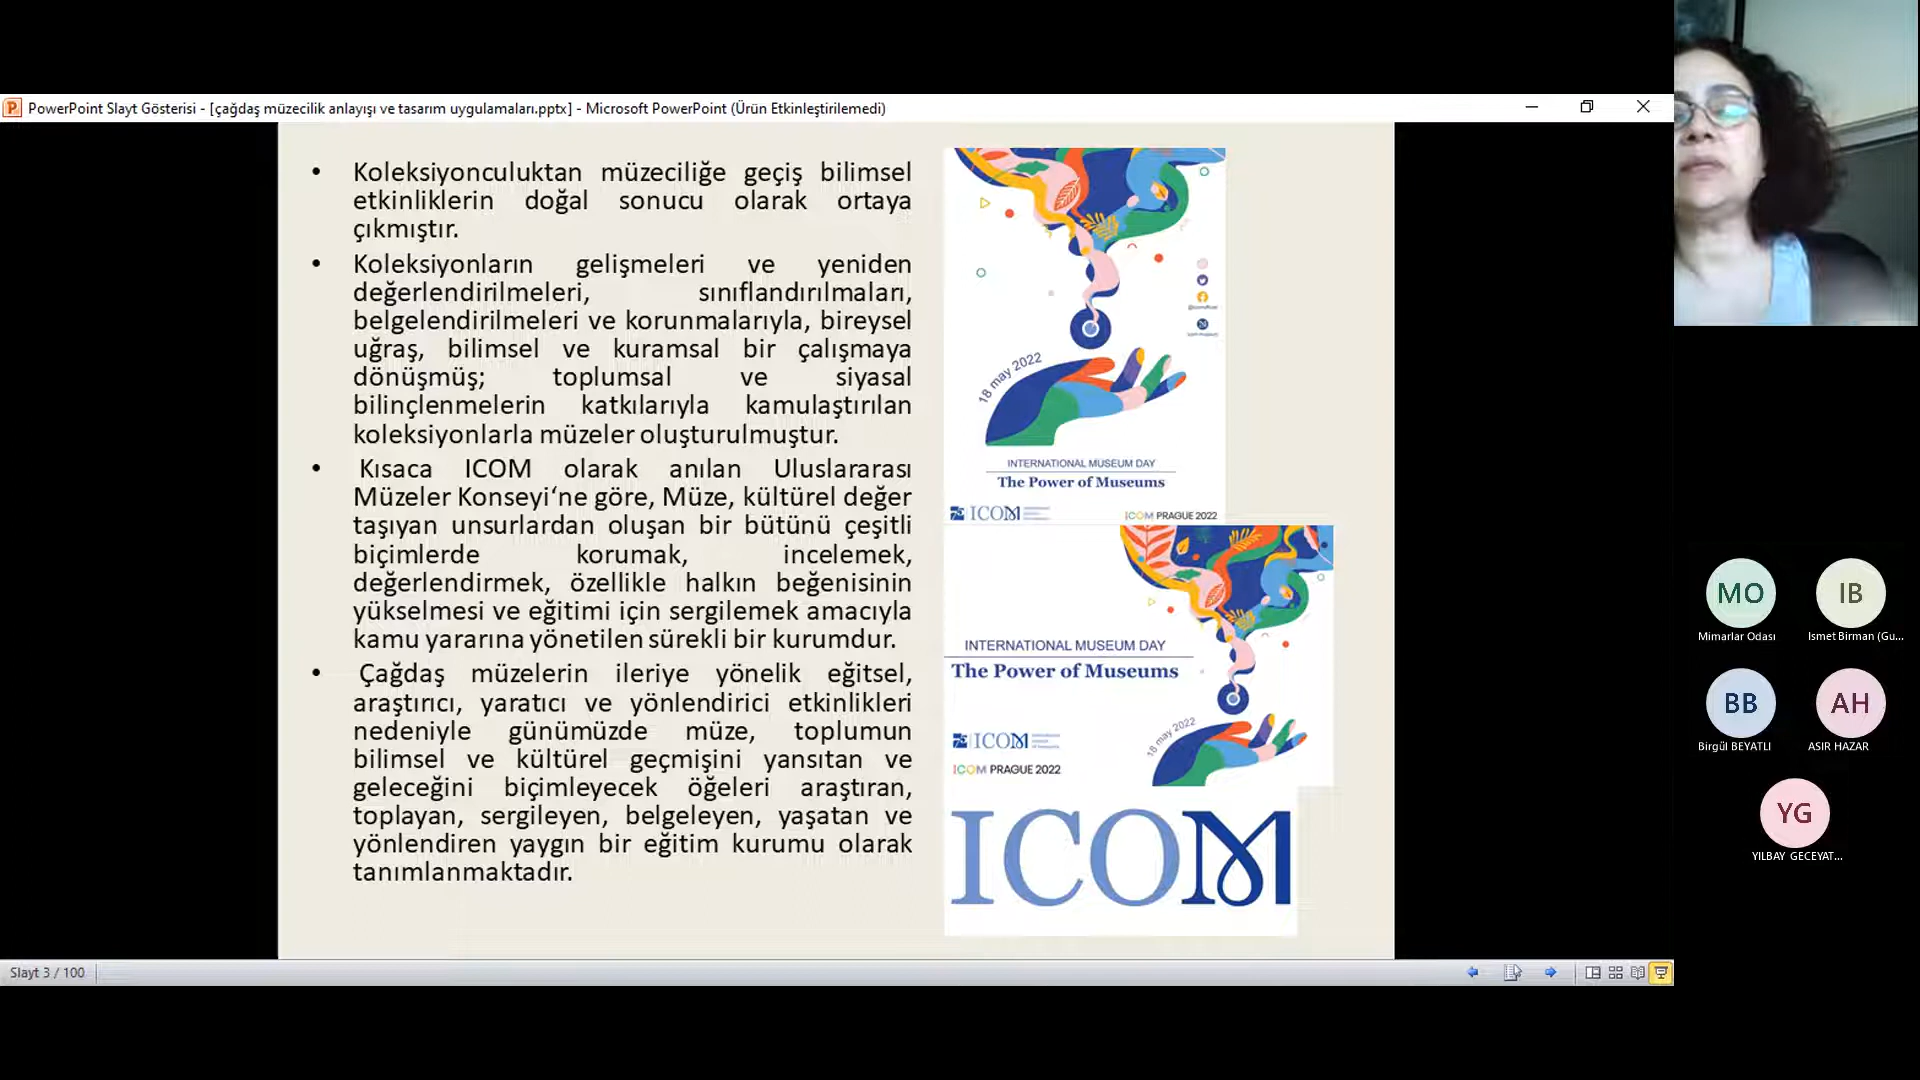 PowerPoint Slayt Gösterisi - [çağdaş müzecilik anlayışı ve tasarım uygulamaları.pptx] - Microsoft PowerPoint (Ürün Etkinleştirilemedi)
• Koleksiyonculuktan müzeciliğe geçiş bilimsel
etkinliklerin doğal sonucu olarak ortaya
çıkmıştır.
• Koleksiyonların gelişmeleri ve yeniden
değerlendirilmeleri, sınıflandırılmaları,
belgelendirilmeleri ve korunmalarıyla, bireysel
uğraş, bilimsel ve kuramsal bir çalışmaya
dönüşmüş; toplumsal ve siyasal
bilinçlenmelerin katkılarıyla kamulaştırılan
koleksiyonlarla müzeler oluşturulmuştur.
• Kısaca ICOM olarak anılan Uluslararası
Müzeler Konseyi‘ne göre, Müze, kültürel değer
taşıyan unsurlardan oluşan bir bütünü çeşitli
biçimlerde korumak, incelemek,
değerlendirmek, özellikle halkın beğenisinin
yükselmesi ve eğitimi için sergilemek amacıyla
kamu yararına yönetilen sürekli bir kurumdur.
• Çağdaş müzelerin ileriye yönelik eğitsel,
araştırıcı, yaratıcı ve yönlendirici etkinlikleri
nedeniyle günümüzde müze, toplumun
bilimsel ve kültürel geçmişini yansıtan ve
geleceğini biçimleyecek öğeleri araştıran,
toplayan, sergileyen, belgeleyen, yaşatan ve
yönlendiren yaygın bir eğitim kurumu olarak
tanımlanmaktadır.
18 may 2022
INTERNATIONAL MUSEUM DAY
The Power of Museums
ICOM
ICOM PRAGUE 2022
INTERNATIONAL MUSEUM DAY
The Power of Museums
18 may 2022
ICOM
ICOM PRAGUE 2022
ICOM
MO
Mimarlar Odası
IB
Ismet Birman (Gu...
BB
Birgül BEYATLI
AH
ASIR HAZAR
YG
YILBAY GECEYAT...
Slayt 3 / 100